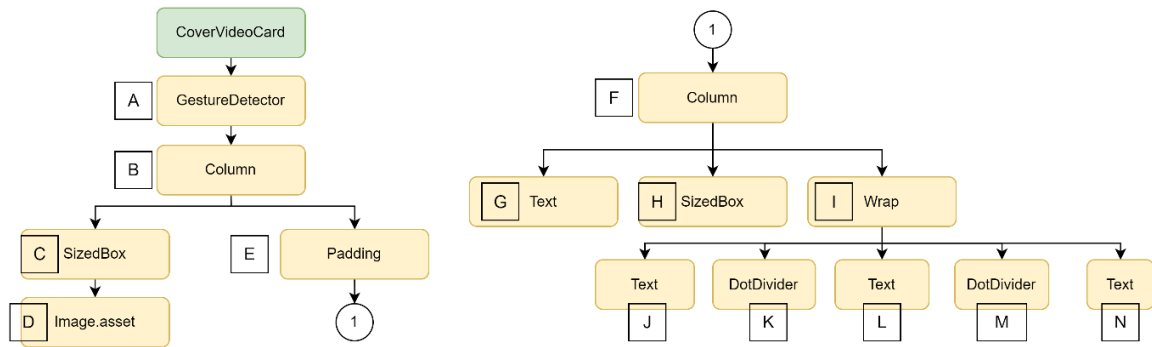 CoverVideoCard
A
GestureDetector
B
Column
C
SizedBox
E
Padding
D
Image.asset
1
1
F
Column
G
Text
H
SizedBox
I
Wrap
Text
DotDivider
Text
DotDivider
Text
J
K
L
M
N